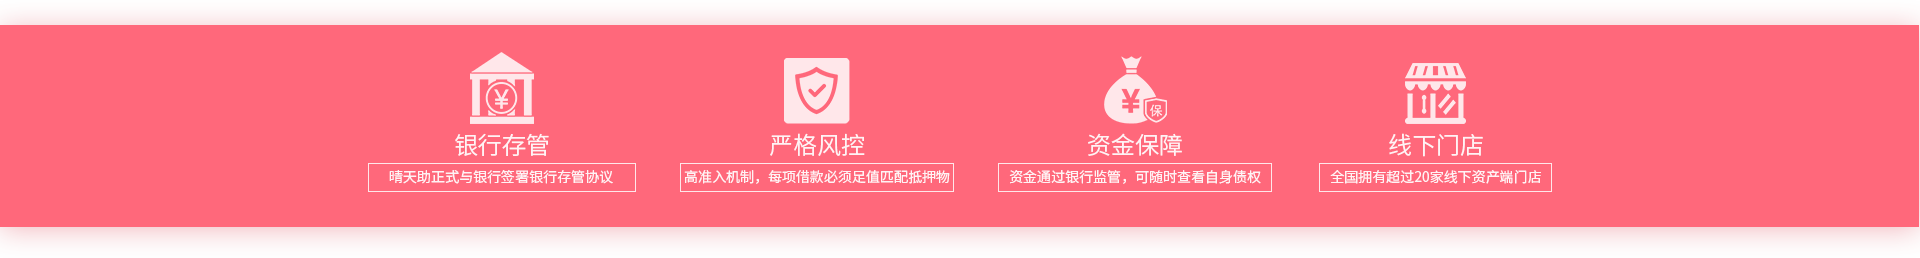 ¥
银行存管
晴天助正式与银行签署银行存管协议
严格风控
高准入机制，每项借款必须足值匹配抵押物
¥
保
资金保障
资金通过银行监管，可随时查看自身债权
线下门店
全国拥有超过20家线下资产端门店